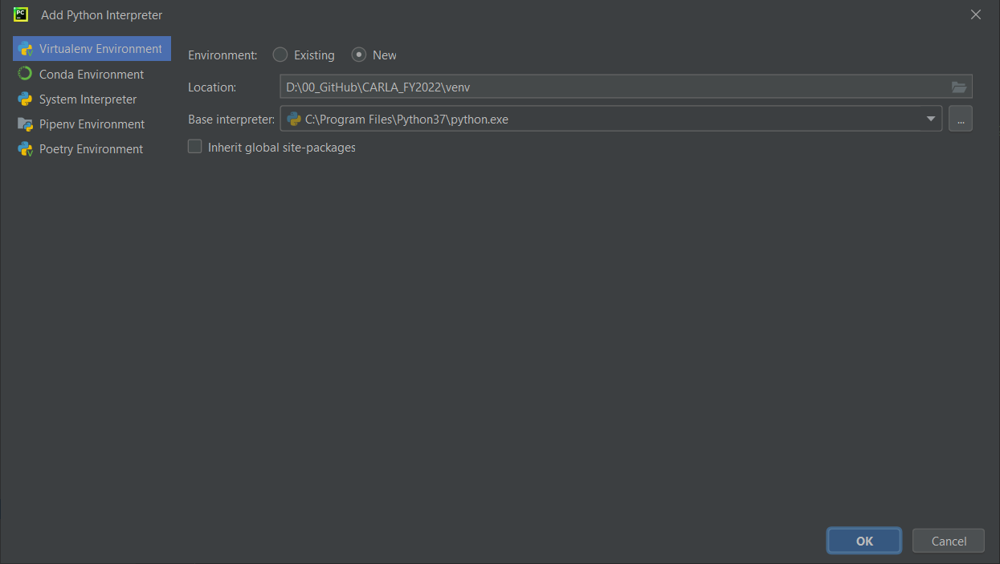 PC
Add Python Interpreter
Virtualenv Environment
Conda Environment
System Interpreter
Pipenv Environment
Poetry Environment
Environment: Existing New
Location: D:\00_GitHub\CARLA_FY2022\venv
Base interpreter: C:\Program Files\Python37\python.exe ...
Inherit global site-packages
OK Cancel